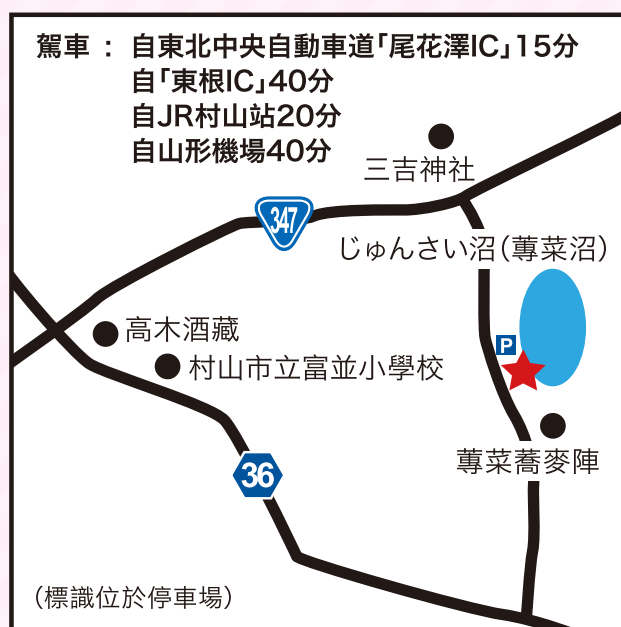 駕車 : 自東北中央自動車道「尾花澤IC」15分
自「東根IC」40分
自JR村山站20分
自山形機場40分
三吉神社
347
じゅんさい沼(蓴菜沼)
高木酒藏
P
村山市立富並小學校
蓴菜蕎麥陣
36
(標識位於停車場)